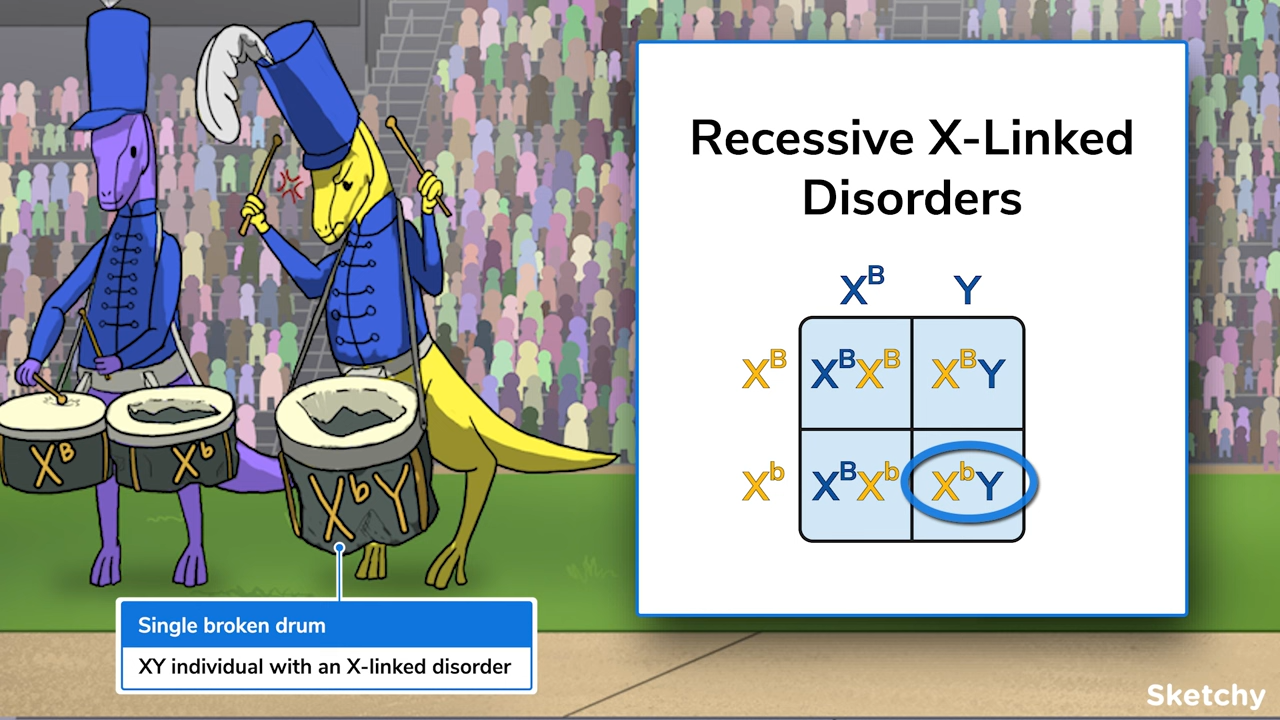 Recessive X-Linked
Disorders
X^B Y
X^B X^BX^B X^BY
X^b X^BX^b X^bY
X^B X^b X^bY
Single broken drum
XY individual with an X-linked disorder
Sketchy